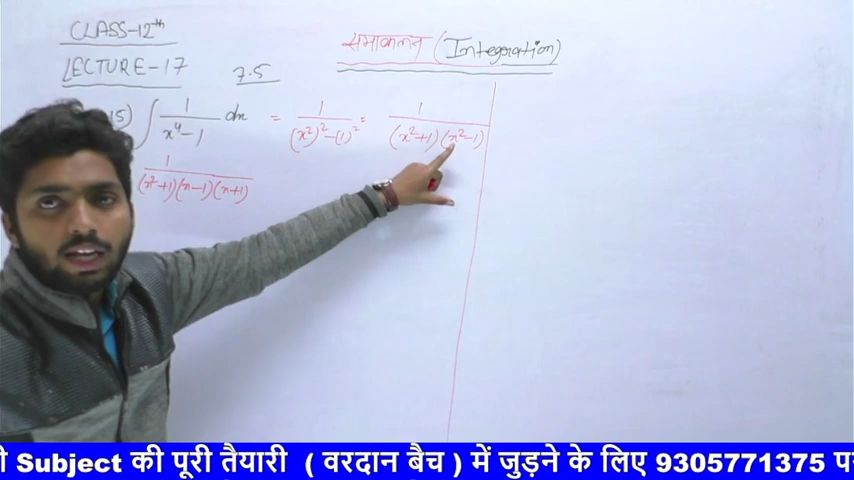 CLASS-12th
समाकलन (Integration)
LECTURE-17 7.5
15) ∫ 1/(x⁴-1) dx = 1/((x²)²-(1)²) = 1/((x²+1)(x²-1))
1/((x²+1)(x-1)(x+1))
Subject की पूरी तैयारी ( वरदान बैच ) में जुड़ने के लिए 9305771375